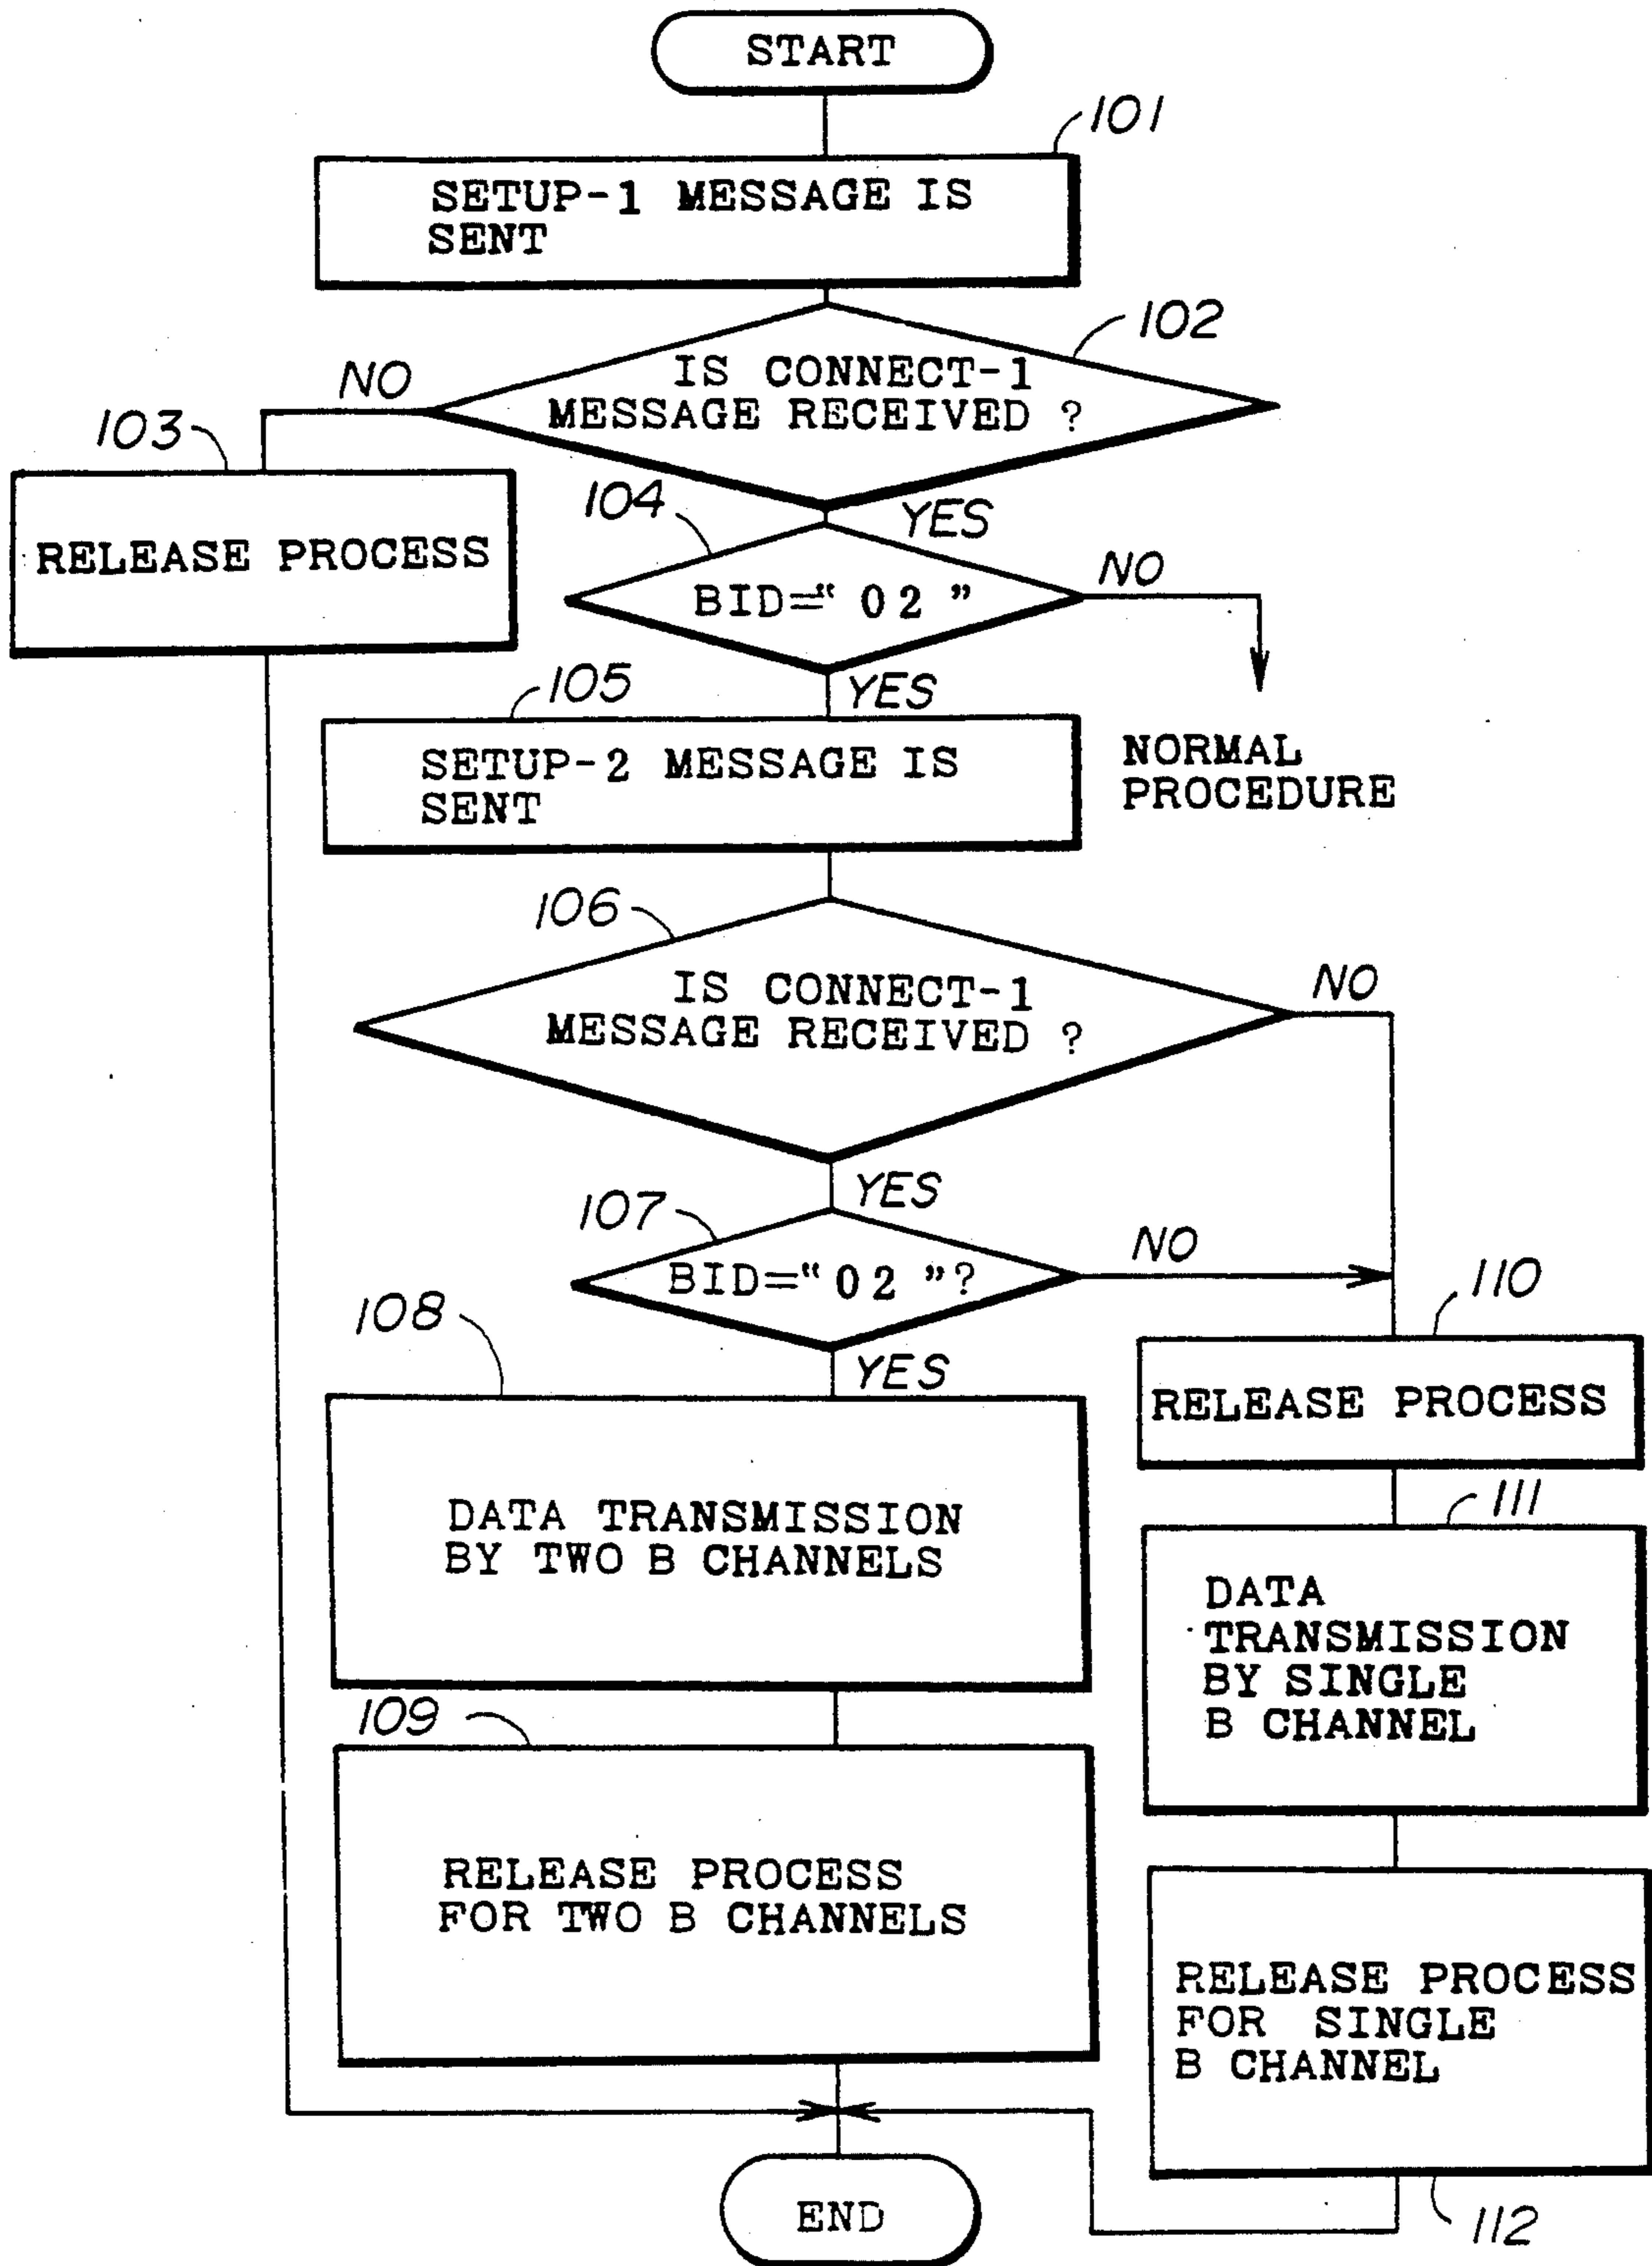 START
101
SETUP-1 MESSAGE IS
SENT
102
IS CONNECT-1
MESSAGE RECEIVED ?
NO
103
RELEASE PROCESS
YES
104
BID="02"
NO
NORMAL
PROCEDURE
YES
105
SETUP-2 MESSAGE IS
SENT
106
IS CONNECT-1
MESSAGE RECEIVED ?
NO
YES
107
BID="02"?
NO
110
RELEASE PROCESS
YES
108
DATA TRANSMISSION
BY TWO B CHANNELS
111
DATA
TRANSMISSION
BY SINGLE
B CHANNEL
109
RELEASE PROCESS
FOR TWO B CHANNELS
RELEASE PROCESS
FOR SINGLE
B CHANNEL
112
END